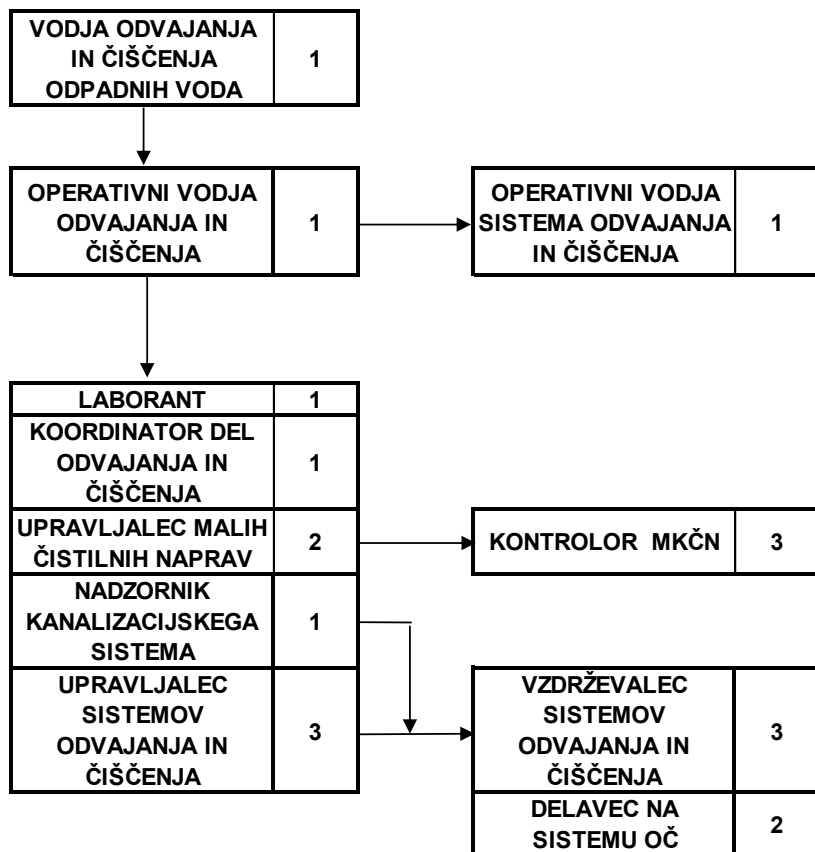 VODJA ODVAJANJA
IN ČIŠČENJA
ODPADNIH VODA
1
OPERATIVNI VODJA
ODVAJANJA IN
ČIŠČENJA
1
OPERATIVNI VODJA
SISTEMA ODVAJANJA
IN ČIŠČENJA
1
LABORANT
1
KOORDINATOR DEL
ODVAJANJA IN
ČIŠČENJA
1
UPRAVLJALEC MALIH
ČISTILNIH NAPRAV
2
KONTROLOR MKČN
3
NADZORNIK
KANALIZACIJSKEGA
SISTEMA
1
UPRAVLJALEC
SISTEMOV
ODVAJANJA IN
ČIŠČENJA
3
VZDRŽEVALEC
SISTEMOV
ODVAJANJA IN
ČIŠČENJA
3
DELAVEC NA
SISTEMU OČ
2